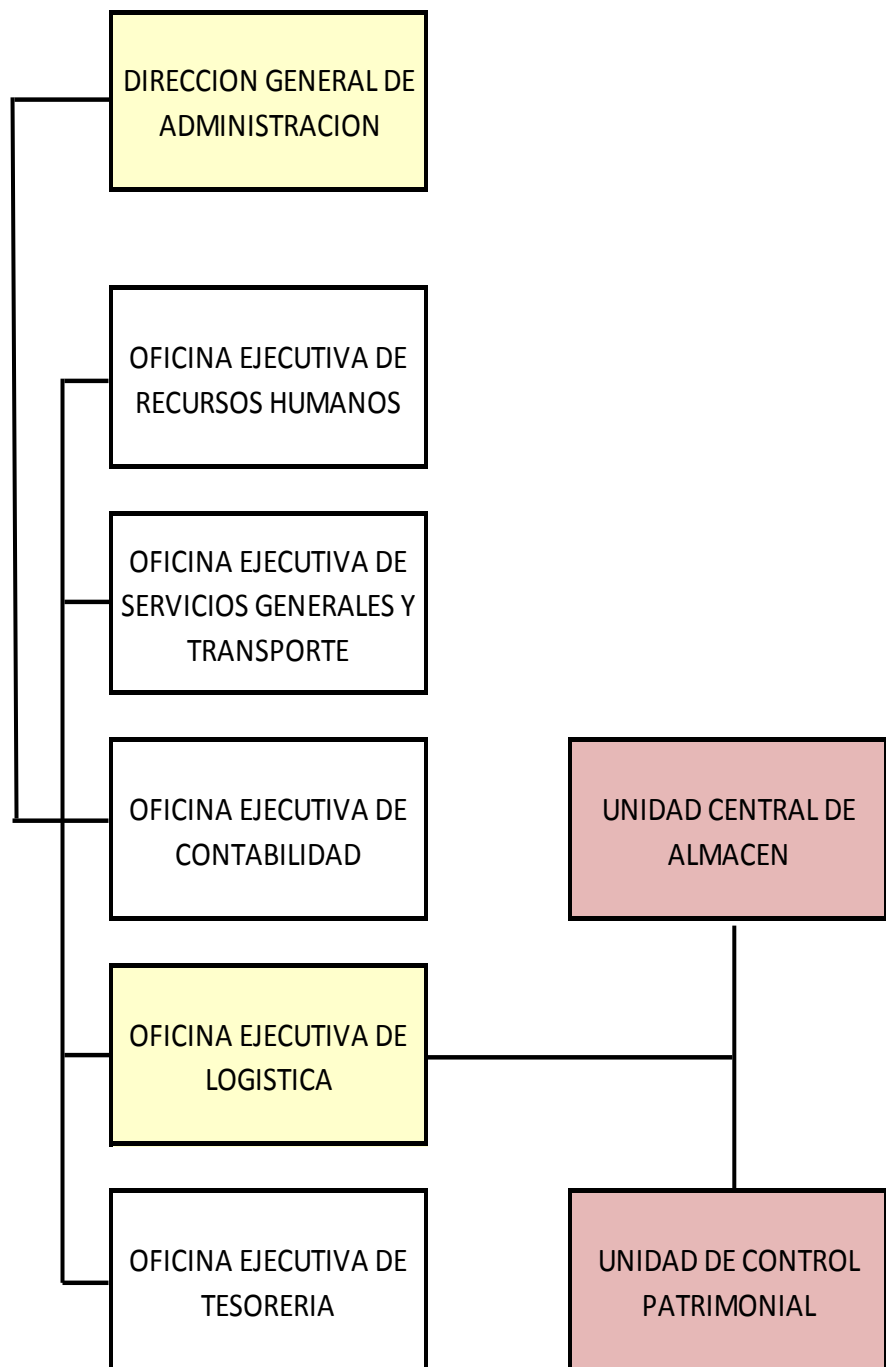 DIRECCION GENERAL DE
ADMINISTRACION
OFICINA EJECUTIVA DE
RECURSOS HUMANOS
OFICINA EJECUTIVA DE
SERVICIOS GENERALES Y
TRANSPORTE
OFICINA EJECUTIVA DE
CONTABILIDAD
UNIDAD CENTRAL DE
ALMACEN
OFICINA EJECUTIVA DE
LOGISTICA
OFICINA EJECUTIVA DE
TESORERIA
UNIDAD DE CONTROL
PATRIMONIAL